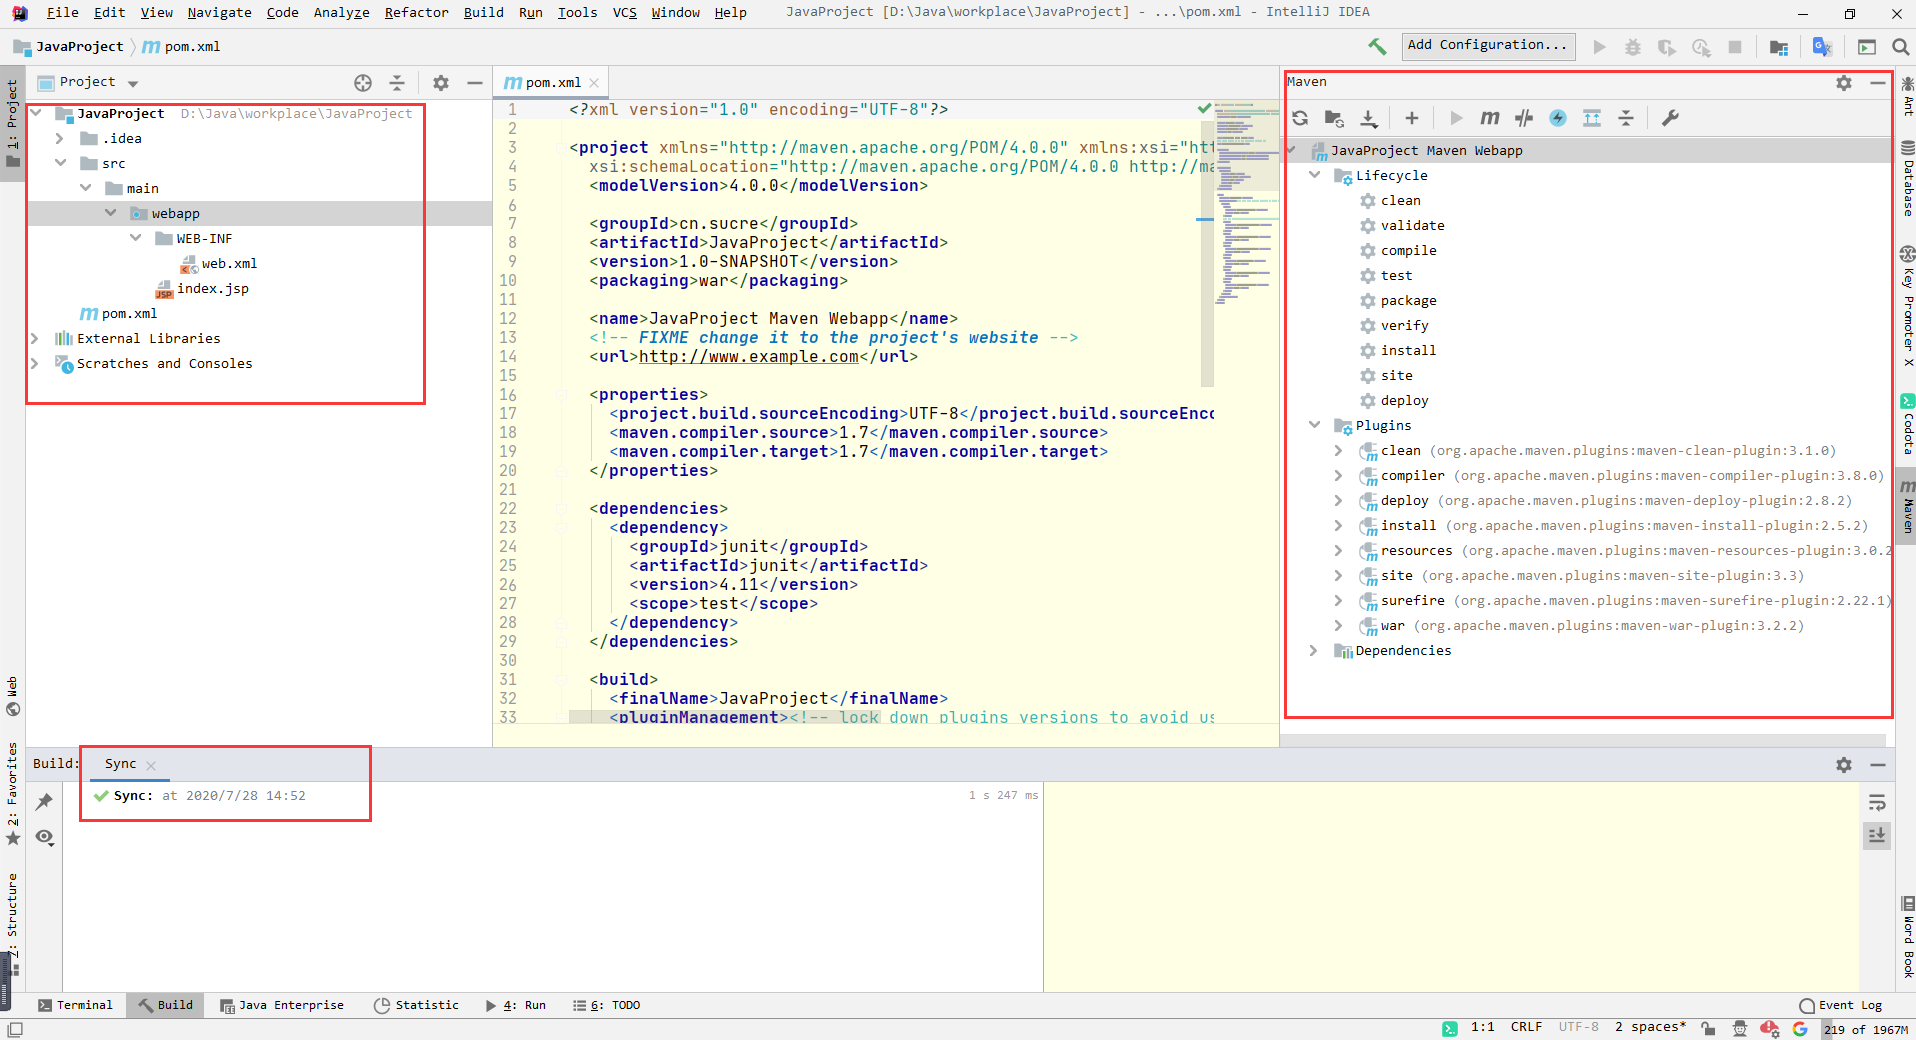 File Edit View Navigate Code Analyze Refactor Build Run Tools VCS Window Help JavaProject [D:\Java\workplace\JavaProject] - ...\pom.xml - IntelliJ IDEA
JavaProject pom.xml
Add Configuration...
1: Project
Project
JavaProject D:\Java\workplace\JavaProject
.idea
src
main
webapp
WEB-INF
web.xml
index.jsp
pom.xml
External Libraries
Scratches and Consoles
pom.xml
1 <?xml version="1.0" encoding="UTF-8"?>
2
3 <project xmlns="http://maven.apache.org/POM/4.0.0" xmlns:xsi="htt
4 xsi:schemaLocation="http://maven.apache.org/POM/4.0.0 http://ma
5 <modelVersion>4.0.0</modelVersion>
6
7 <groupId>cn.sucre</groupId>
8 <artifactId>JavaProject</artifactId>
9 <version>1.0-SNAPSHOT</version>
10 <packaging>war</packaging>
11
12 <name>JavaProject Maven Webapp</name>
13 <!-- FIXME change it to the project's website -->
14 <url>http://www.example.com</url>
15
16 <properties>
17 <project.build.sourceEncoding>UTF-8</project.build.sourceEnco
18 <maven.compiler.source>1.7</maven.compiler.source>
19 <maven.compiler.target>1.7</maven.compiler.target>
20 </properties>
21
22 <dependencies>
23 <dependency>
24 <groupId>junit</groupId>
25 <artifactId>junit</artifactId>
26 <version>4.11</version>
27 <scope>test</scope>
28 </dependency>
29 </dependencies>
30
31 <build>
32 <finalName>JavaProject</finalName>
33 <pluginManagement><!-- lock down plugins versions to avoid us
Maven
JavaProject Maven Webapp
Lifecycle
clean
validate
compile
test
package
verify
install
site
deploy
Plugins
clean (org.apache.maven.plugins:maven-clean-plugin:3.1.0)
compiler (org.apache.maven.plugins:maven-compiler-plugin:3.8.0)
deploy (org.apache.maven.plugins:maven-deploy-plugin:2.8.2)
install (org.apache.maven.plugins:maven-install-plugin:2.5.2)
resources (org.apache.maven.plugins:maven-resources-plugin:3.0.2
site (org.apache.maven.plugins:maven-site-plugin:3.3)
surefire (org.apache.maven.plugins:maven-surefire-plugin:2.22.1)
war (org.apache.maven.plugins:maven-war-plugin:3.2.2)
Dependencies
Ant
Database
Key Promoter X
Codota
Maven
Word Book
Web
2: Favorites
7: Structure
Build: Sync
Sync: at 2020/7/28 14:52 1 s 247 ms
Terminal Build Java Enterprise Statistic 4: Run 6: TODO Event Log
1:1 CRLF UTF-8 2 spaces* 219 of 1967M